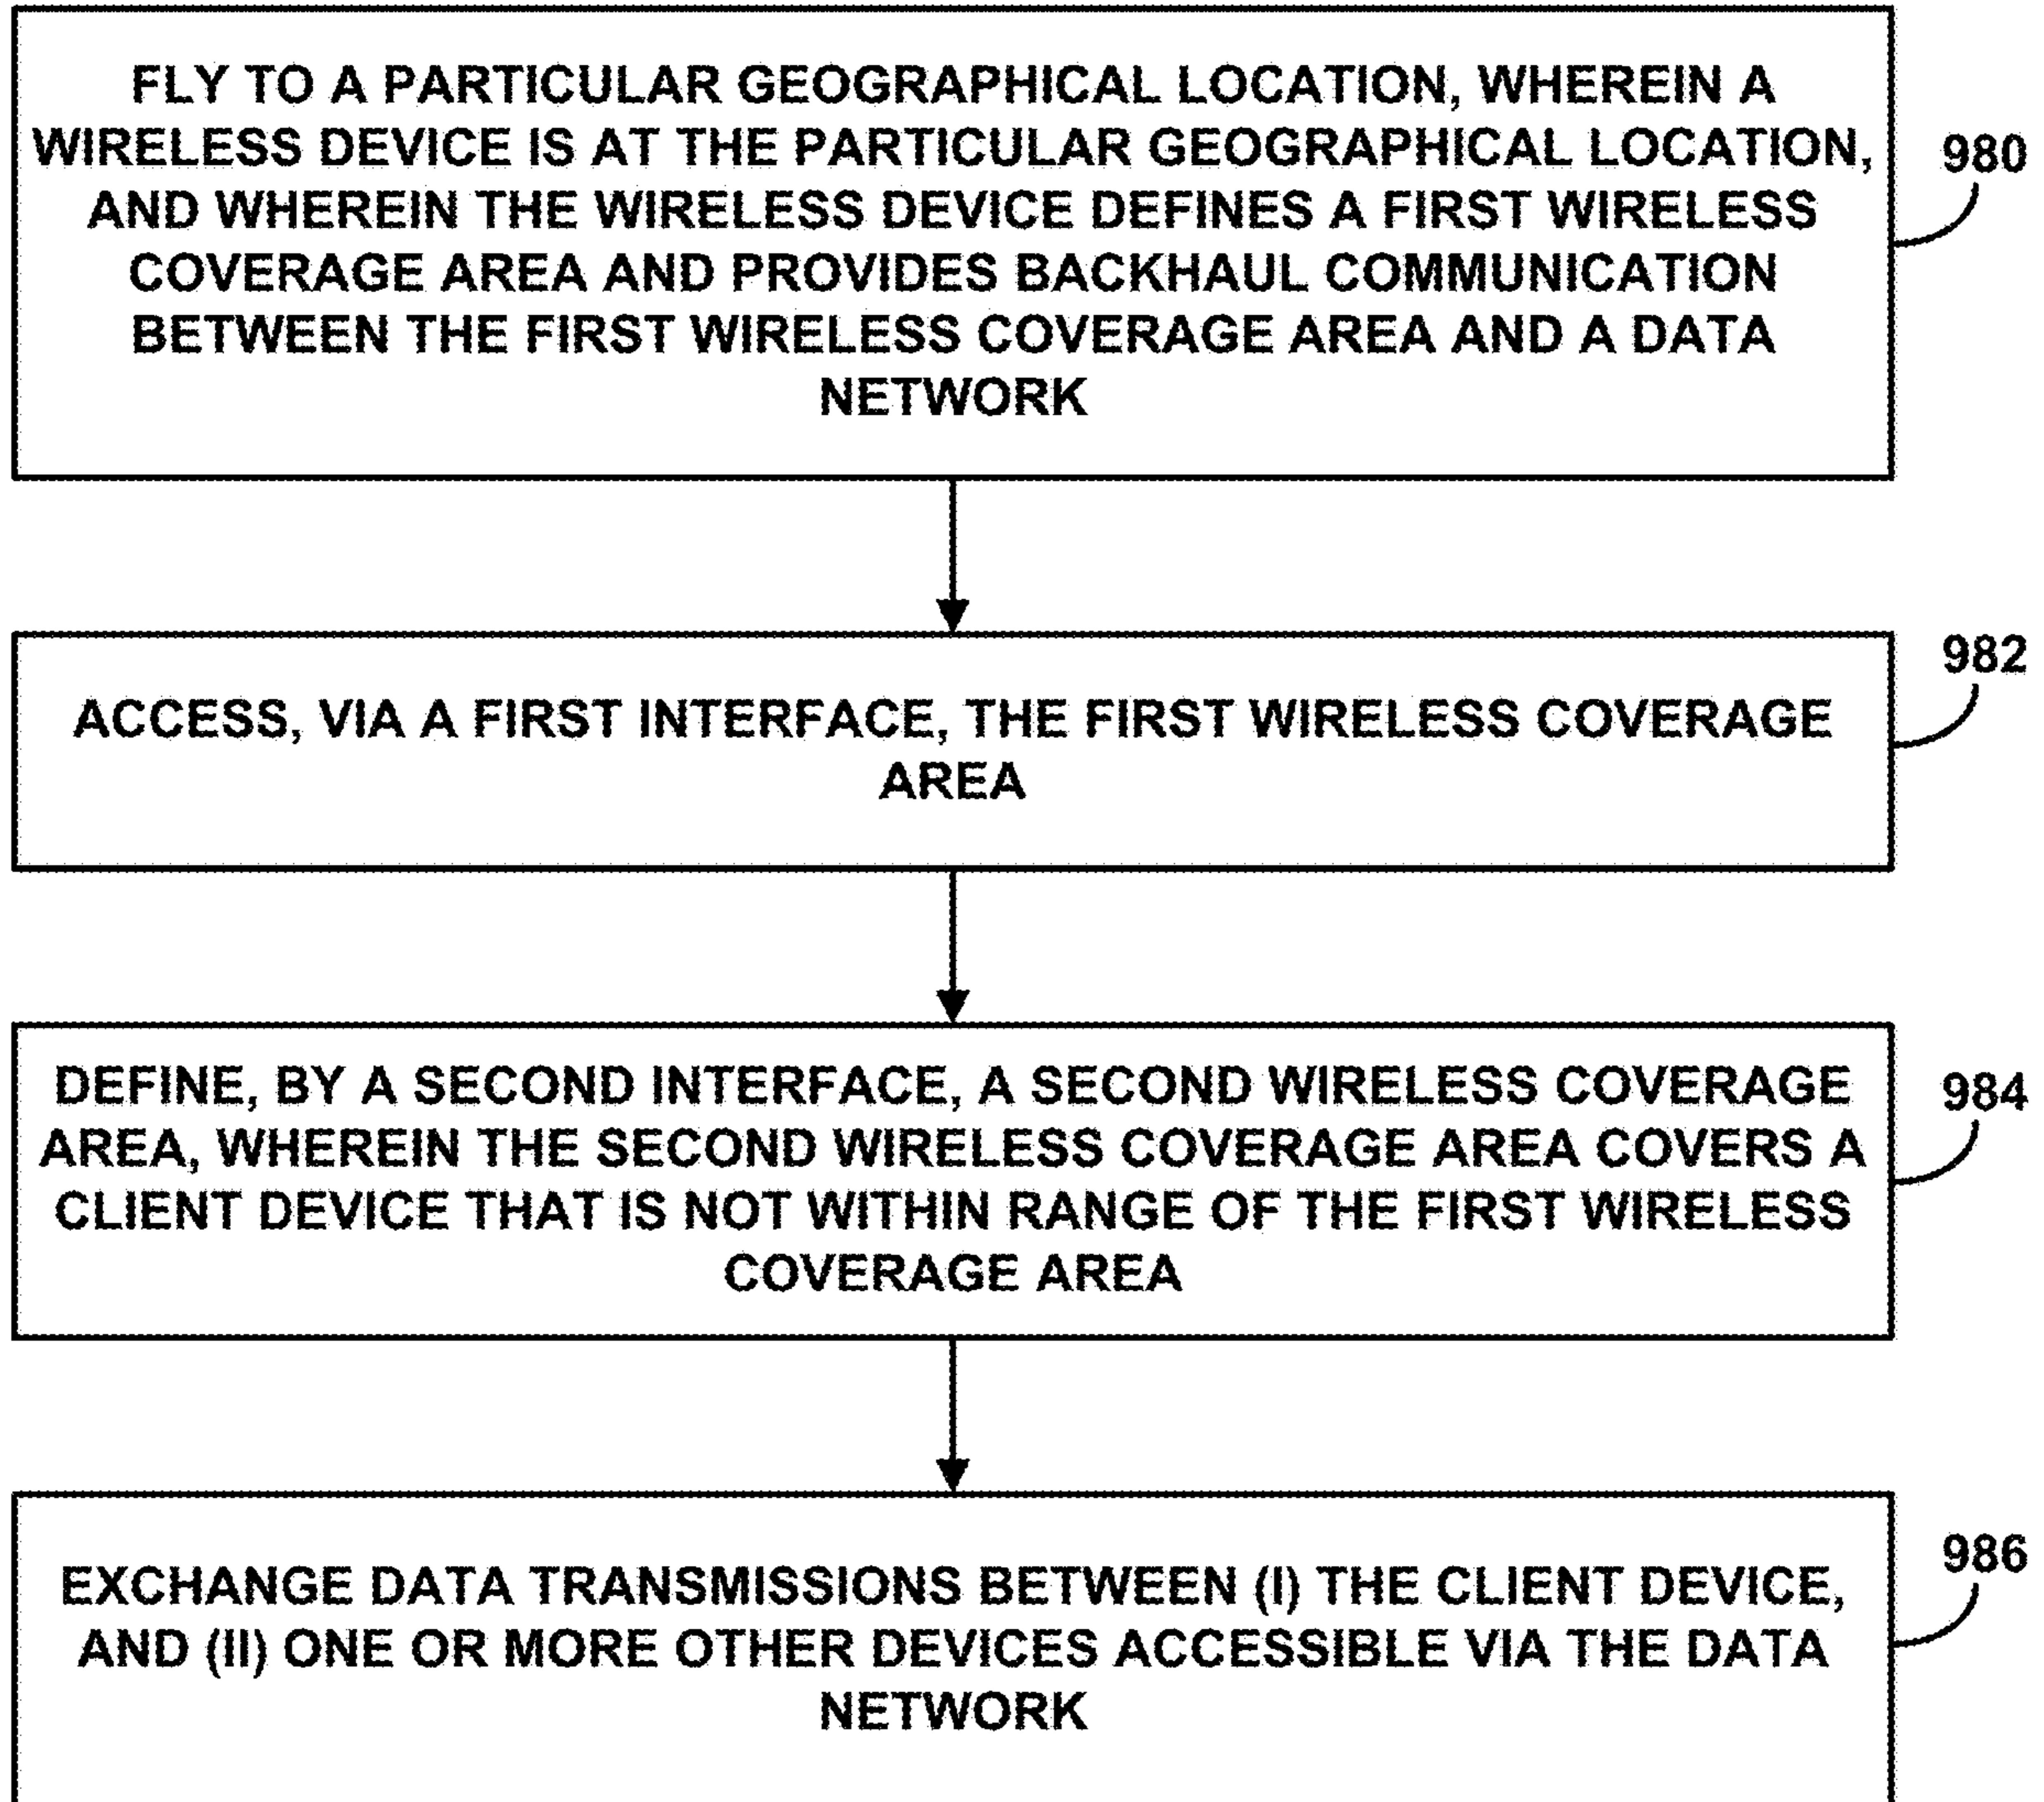 FLY TO A PARTICULAR GEOGRAPHICAL LOCATION, WHEREIN A
WIRELESS DEVICE IS AT THE PARTICULAR GEOGRAPHICAL LOCATION,
AND WHEREIN THE WIRELESS DEVICE DEFINES A FIRST WIRELESS
COVERAGE AREA AND PROVIDES BACKHAUL COMMUNICATION
BETWEEN THE FIRST WIRELESS COVERAGE AREA AND A DATA
NETWORK
980
ACCESS, VIA A FIRST INTERFACE, THE FIRST WIRELESS COVERAGE
AREA
982
DEFINE, BY A SECOND INTERFACE, A SECOND WIRELESS COVERAGE
AREA, WHEREIN THE SECOND WIRELESS COVERAGE AREA COVERS A
CLIENT DEVICE THAT IS NOT WITHIN RANGE OF THE FIRST WIRELESS
COVERAGE AREA
984
EXCHANGE DATA TRANSMISSIONS BETWEEN (I) THE CLIENT DEVICE,
AND (II) ONE OR MORE OTHER DEVICES ACCESSIBLE VIA THE DATA
NETWORK
986